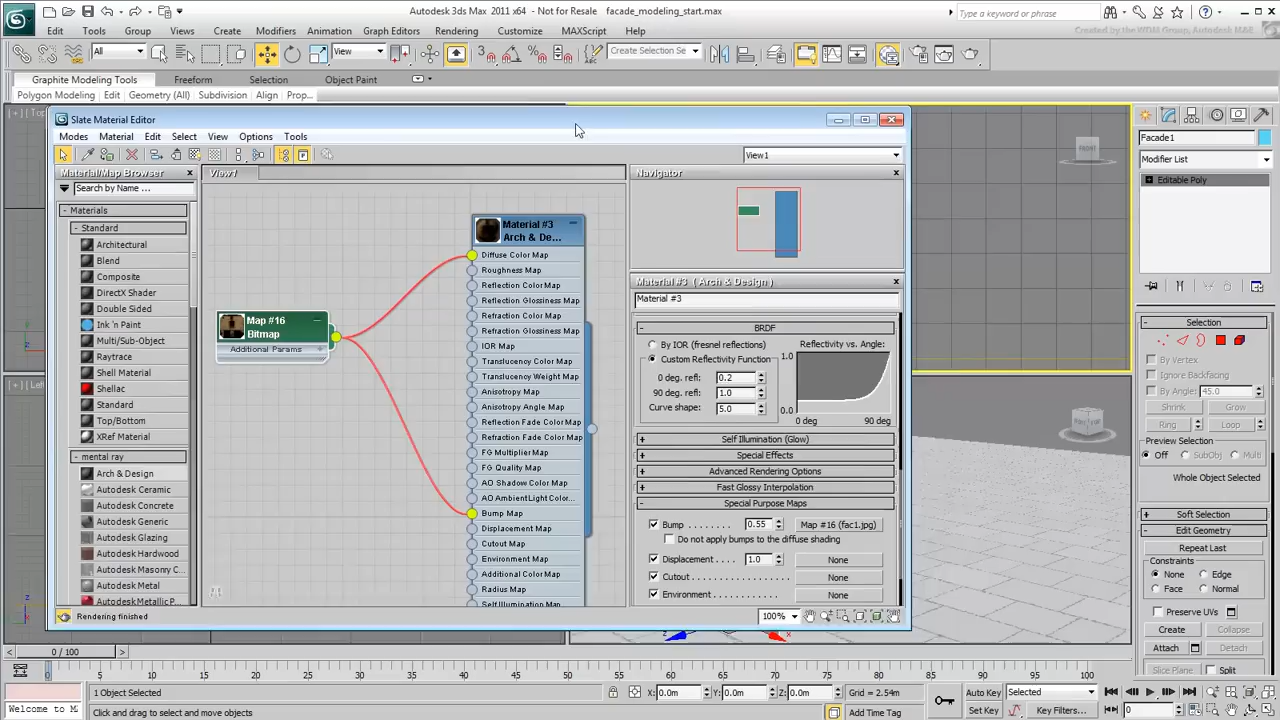 Autodesk 3ds Max 2011 x64 - Not for Resale facade_modeling_start.max
Type a keyword or phrase
Edit Tools Group Views Create Modifiers Animation Graph Editors Rendering Customize MAXScript Help
Created by the WDM Group, Autodesk M&E
All View Create Selection Se
Graphite Modeling Tools Freeform Selection Object Paint
Polygon Modeling Edit Geometry (All) Subdivision Align Prop...
Slate Material Editor
Modes Material Edit Select View Options Tools
View1
Material/Map Browser
Search by Name ...
Materials
Standard
Architectural
Blend
Composite
DirectX Shader
Double Sided
Ink 'n Paint
Multi/Sub-Object
Raytrace
Shell Material
Shellac
Standard
Top/Bottom
XRef Material
mental ray
Arch & Design
Autodesk Ceramic
Autodesk Concrete
Autodesk Generic
Autodesk Glazing
Autodesk Hardwood
Autodesk Masonry C...
Autodesk Metal
Autodesk Metallic P...
Rendering finished
View1
Map #16
Bitmap
Additional Params
Material #3
Arch & De...
Diffuse Color Map
Roughness Map
Reflection Color Map
Reflection Glossiness Map
Refraction Color Map
Refraction Glossiness Map
IOR Map
Translucency Color Map
Translucency Weight Map
Anisotropy Map
Anisotropy Angle Map
Reflection Fade Color Map
Refraction Fade Color Map
FG Multiplier Map
FG Quality Map
AO Shadow Color Map
AO Ambient Light Color...
Bump Map
Displacement Map
Cutout Map
Environment Map
Additional Color Map
Radius Map
Self Illumination Map
Navigator
Material #3 ( Arch & Design )
Material #3
BRDF
By IOR (fresnel reflections)
Custom Reflectivity Function
0 deg. refl: 0.2
90 deg. refl: 1.0
Curve shape: 5.0
Reflectivity vs. Angle:
1.0
0.0
0 deg 90 deg
Self Illumination (Glow)
Special Effects
Advanced Rendering Options
Fast Glossy Interpolation
Special Purpose Maps
Bump . . . . . . . . 0.55 Map #16 (fac1.jpg)
Do not apply bumps to the diffuse shading
Displacement . . . . 1.0 None
Cutout . . . . . . . . . . . . . . . . . . None
Environment . . . . . . . . . . . . . . None
100%
FRONT
Facade1
Modifier List
Editable Poly
Selection
By Vertex
Ignore Backfacing
By Angle: 45.0
Shrink Grow
Ring Loop
Preview Selection
Off SubObj Multi
Whole Object Selected
Soft Selection
Edit Geometry
Repeat Last
Constraints
None Edge
Face Normal
Preserve UVs
Create Collapse
Attach Detach
Slice Plane Split
0 / 100
0 5 10 15 20 25 30 35 40 45 50 55 60 65 70 75 80 85 90 95 100
1 Object Selected X: 0.0m Y: 0.0m Z: 0.0m Grid = 2.54m Auto Key Selected
Welcome to M Click and drag to select and move objects Add Time Tag Set Key Key Filters... 0